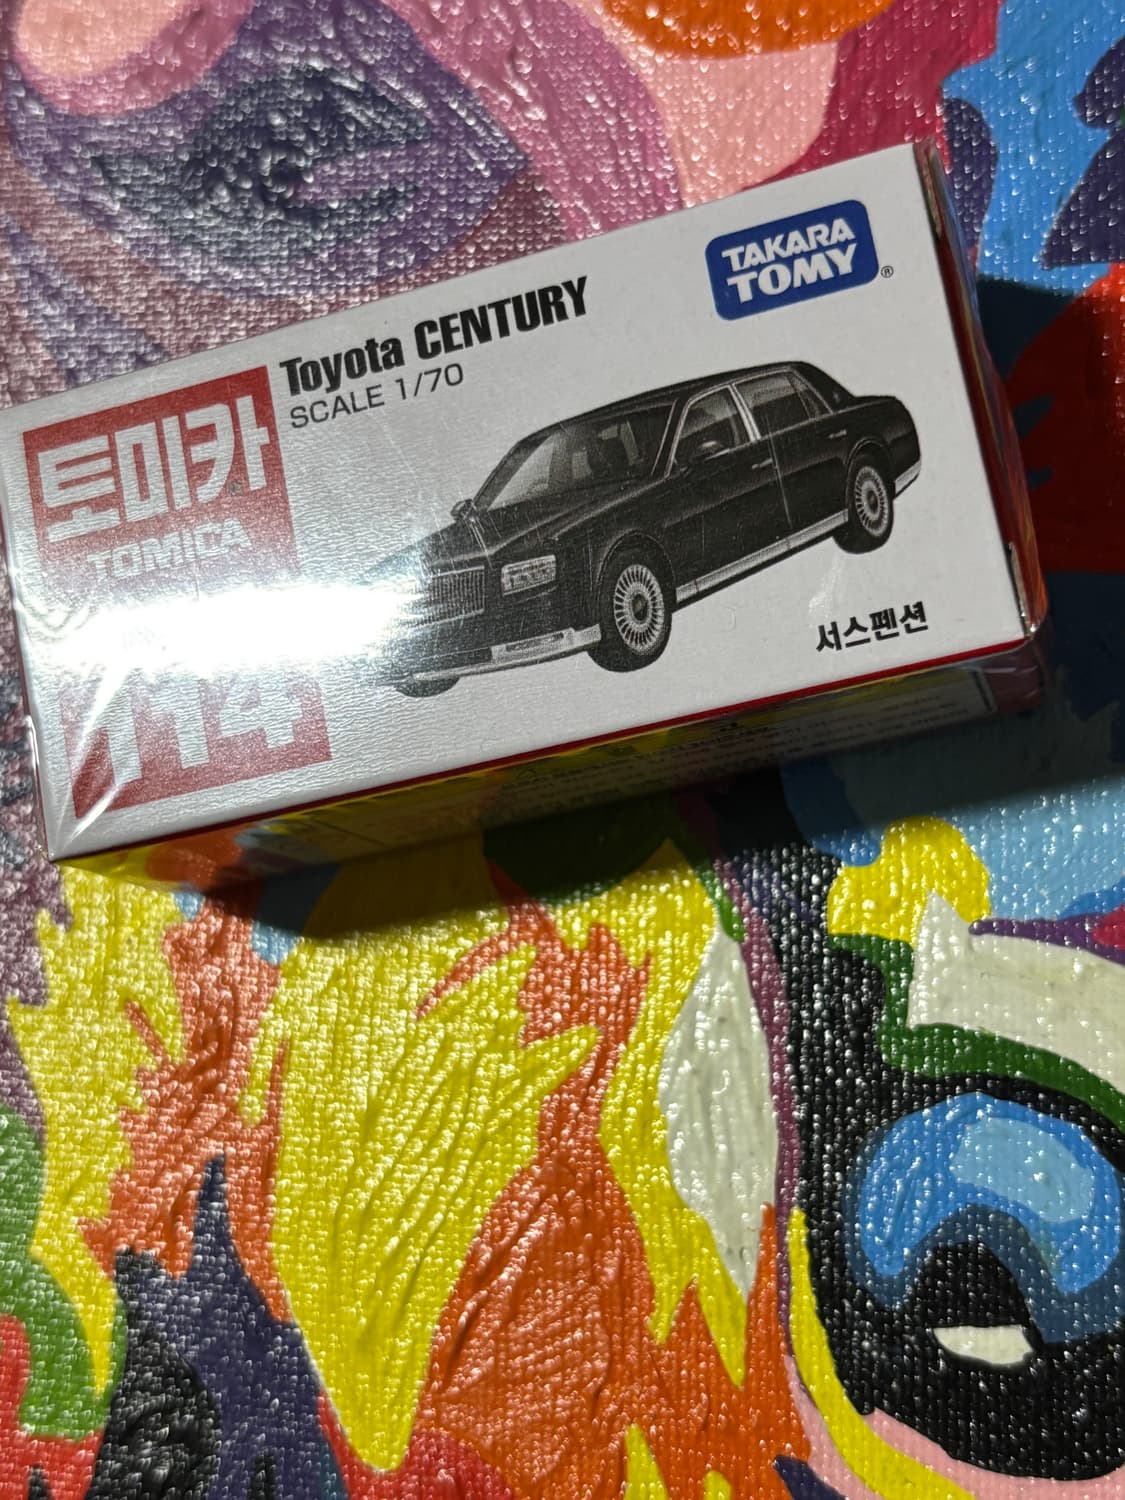 TAKARA
TOMY®
Toyota CENTURY
SCALE 1/70
토미카
TOMICA
114
서스펜션